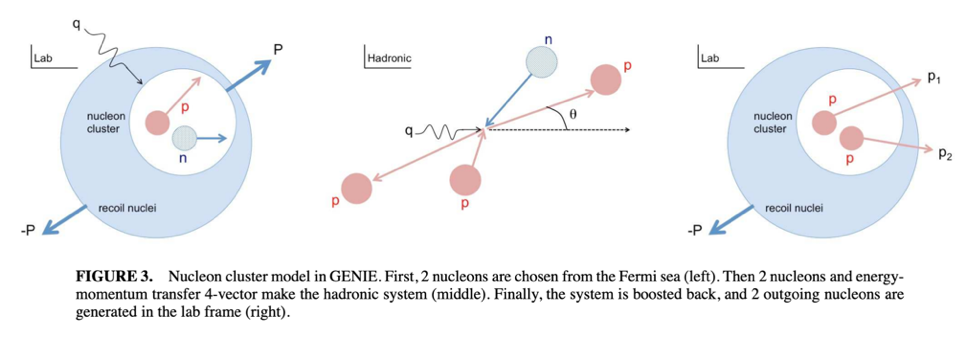 q
Lab
P
nucleon
cluster
p
n
recoil nuclei
-P
Hadronic
n
p
θ
q
p
p
Lab
nucleon
cluster
p
p
p1
p2
recoil nuclei
-P
FIGURE 3. Nucleon cluster model in GENIE. First, 2 nucleons are chosen from the Fermi sea (left). Then 2 nucleons and energy-
momentum transfer 4-vector make the hadronic system (middle). Finally, the system is boosted back, and 2 outgoing nucleons are
generated in the lab frame (right).